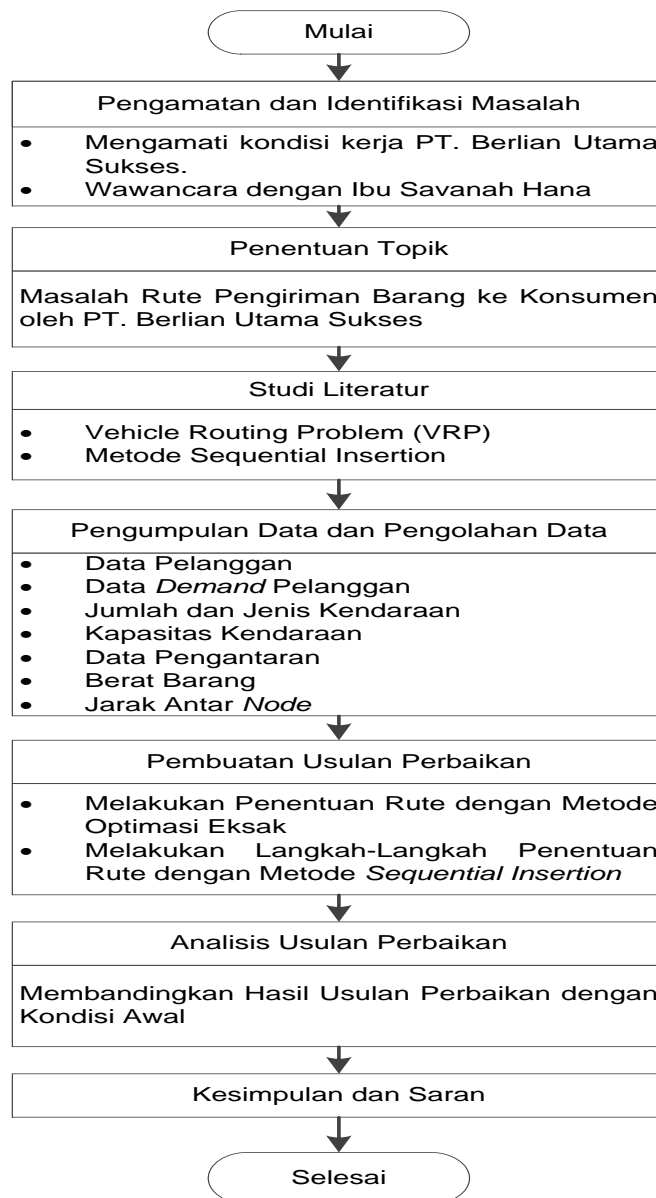 Mulai
Pengamatan dan Identifikasi Masalah
• Mengamati kondisi kerja PT. Berlian Utama
Sukses.
• Wawancara dengan Ibu Savanah Hana
Penentuan Topik
Masalah Rute Pengiriman Barang ke Konsumen
oleh PT. Berlian Utama Sukses
Studi Literatur
• Vehicle Routing Problem (VRP)
• Metode Sequential Insertion
Pengumpulan Data dan Pengolahan Data
• Data Pelanggan
• Data Demand Pelanggan
• Jumlah dan Jenis Kendaraan
• Kapasitas Kendaraan
• Data Pengantaran
• Berat Barang
• Jarak Antar Node
Pembuatan Usulan Perbaikan
• Melakukan Penentuan Rute dengan Metode
Optimasi Eksak
• Melakukan Langkah-Langkah Penentuan
Rute dengan Metode Sequential Insertion
Analisis Usulan Perbaikan
Membandingkan Hasil Usulan Perbaikan dengan
Kondisi Awal
Kesimpulan dan Saran
Selesai